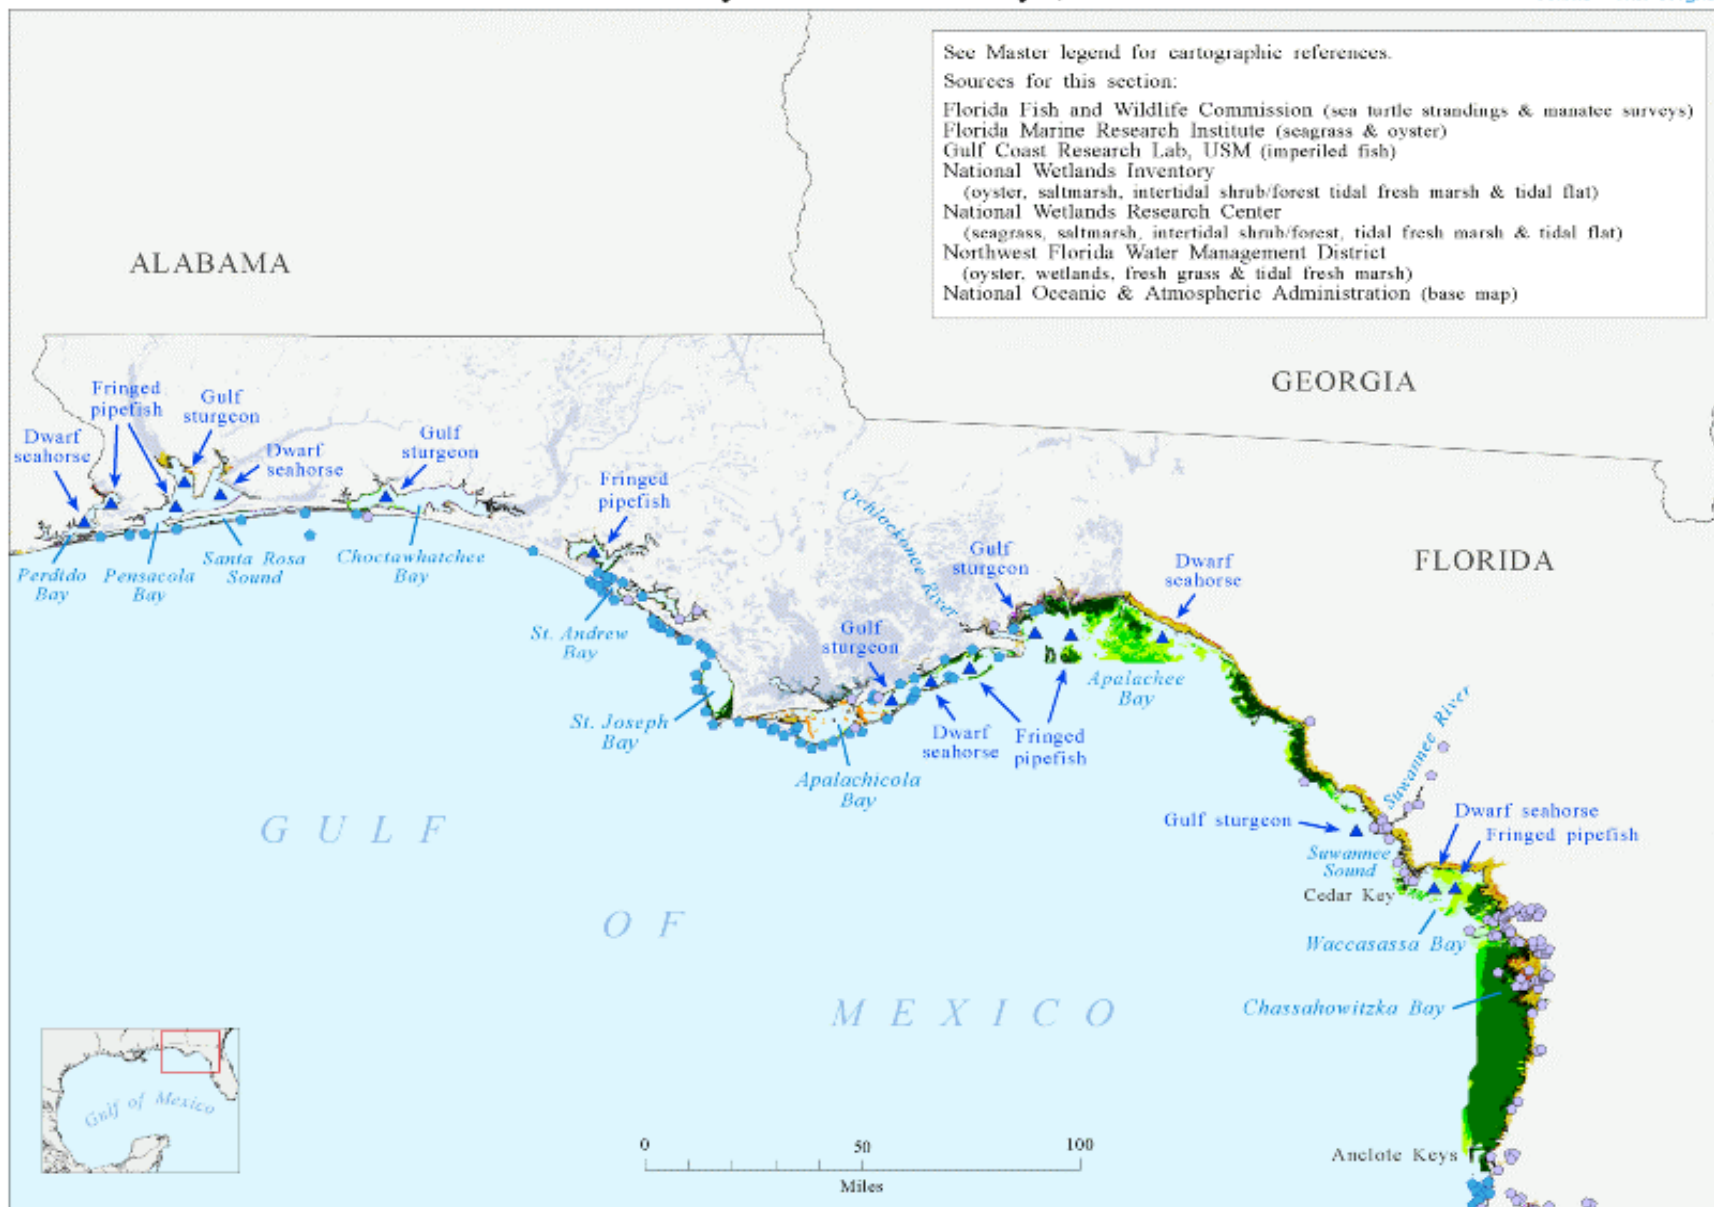 See Master legend for cartographic references.
Sources for this section:
Florida Fish and Wildlife Commission (sea turtle strandings & manatee surveys)
Florida Marine Research Institute (seagrass & oyster)
Gulf Coast Research Lab, USM (imperiled fish)
National Wetlands Inventory
(oyster, saltmarsh, intertidal shrub/forest tidal fresh marsh & tidal flat)
National Wetlands Research Center
(seagrass, saltmarsh, intertidal shrub/forest, tidal fresh marsh & tidal flat)
Northwest Florida Water Management District
(oyster, wetlands, fresh grass & tidal fresh marsh)
National Oceanic & Atmospheric Administration (base map)
ALABAMA
GEORGIA
FLORIDA
Fringed
pipefish
Gulf
sturgeon
Dwarf
seahorse
Dwarf
seahorse
Gulf
sturgeon
Fringed
pipefish
Perdido
Bay
Pensacola
Bay
Santa Rosa
Sound
Choctawhatchee
Bay
St. Andrew
Bay
St. Joseph
Bay
Ochlockonee River
Gulf
sturgeon
Gulf
sturgeon
Dwarf
seahorse
Apalachee
Bay
Dwarf
seahorse
Fringed
pipefish
Apalachicola
Bay
Suwannee River
Gulf sturgeon
Dwarf seahorse
Fringed pipefish
Suwannee
Sound
Cedar Key
Waccasassa Bay
Chassahowitzka Bay
Anclote Keys
GULF
OF
MEXICO
Gulf of Mexico
0 50 100
Miles